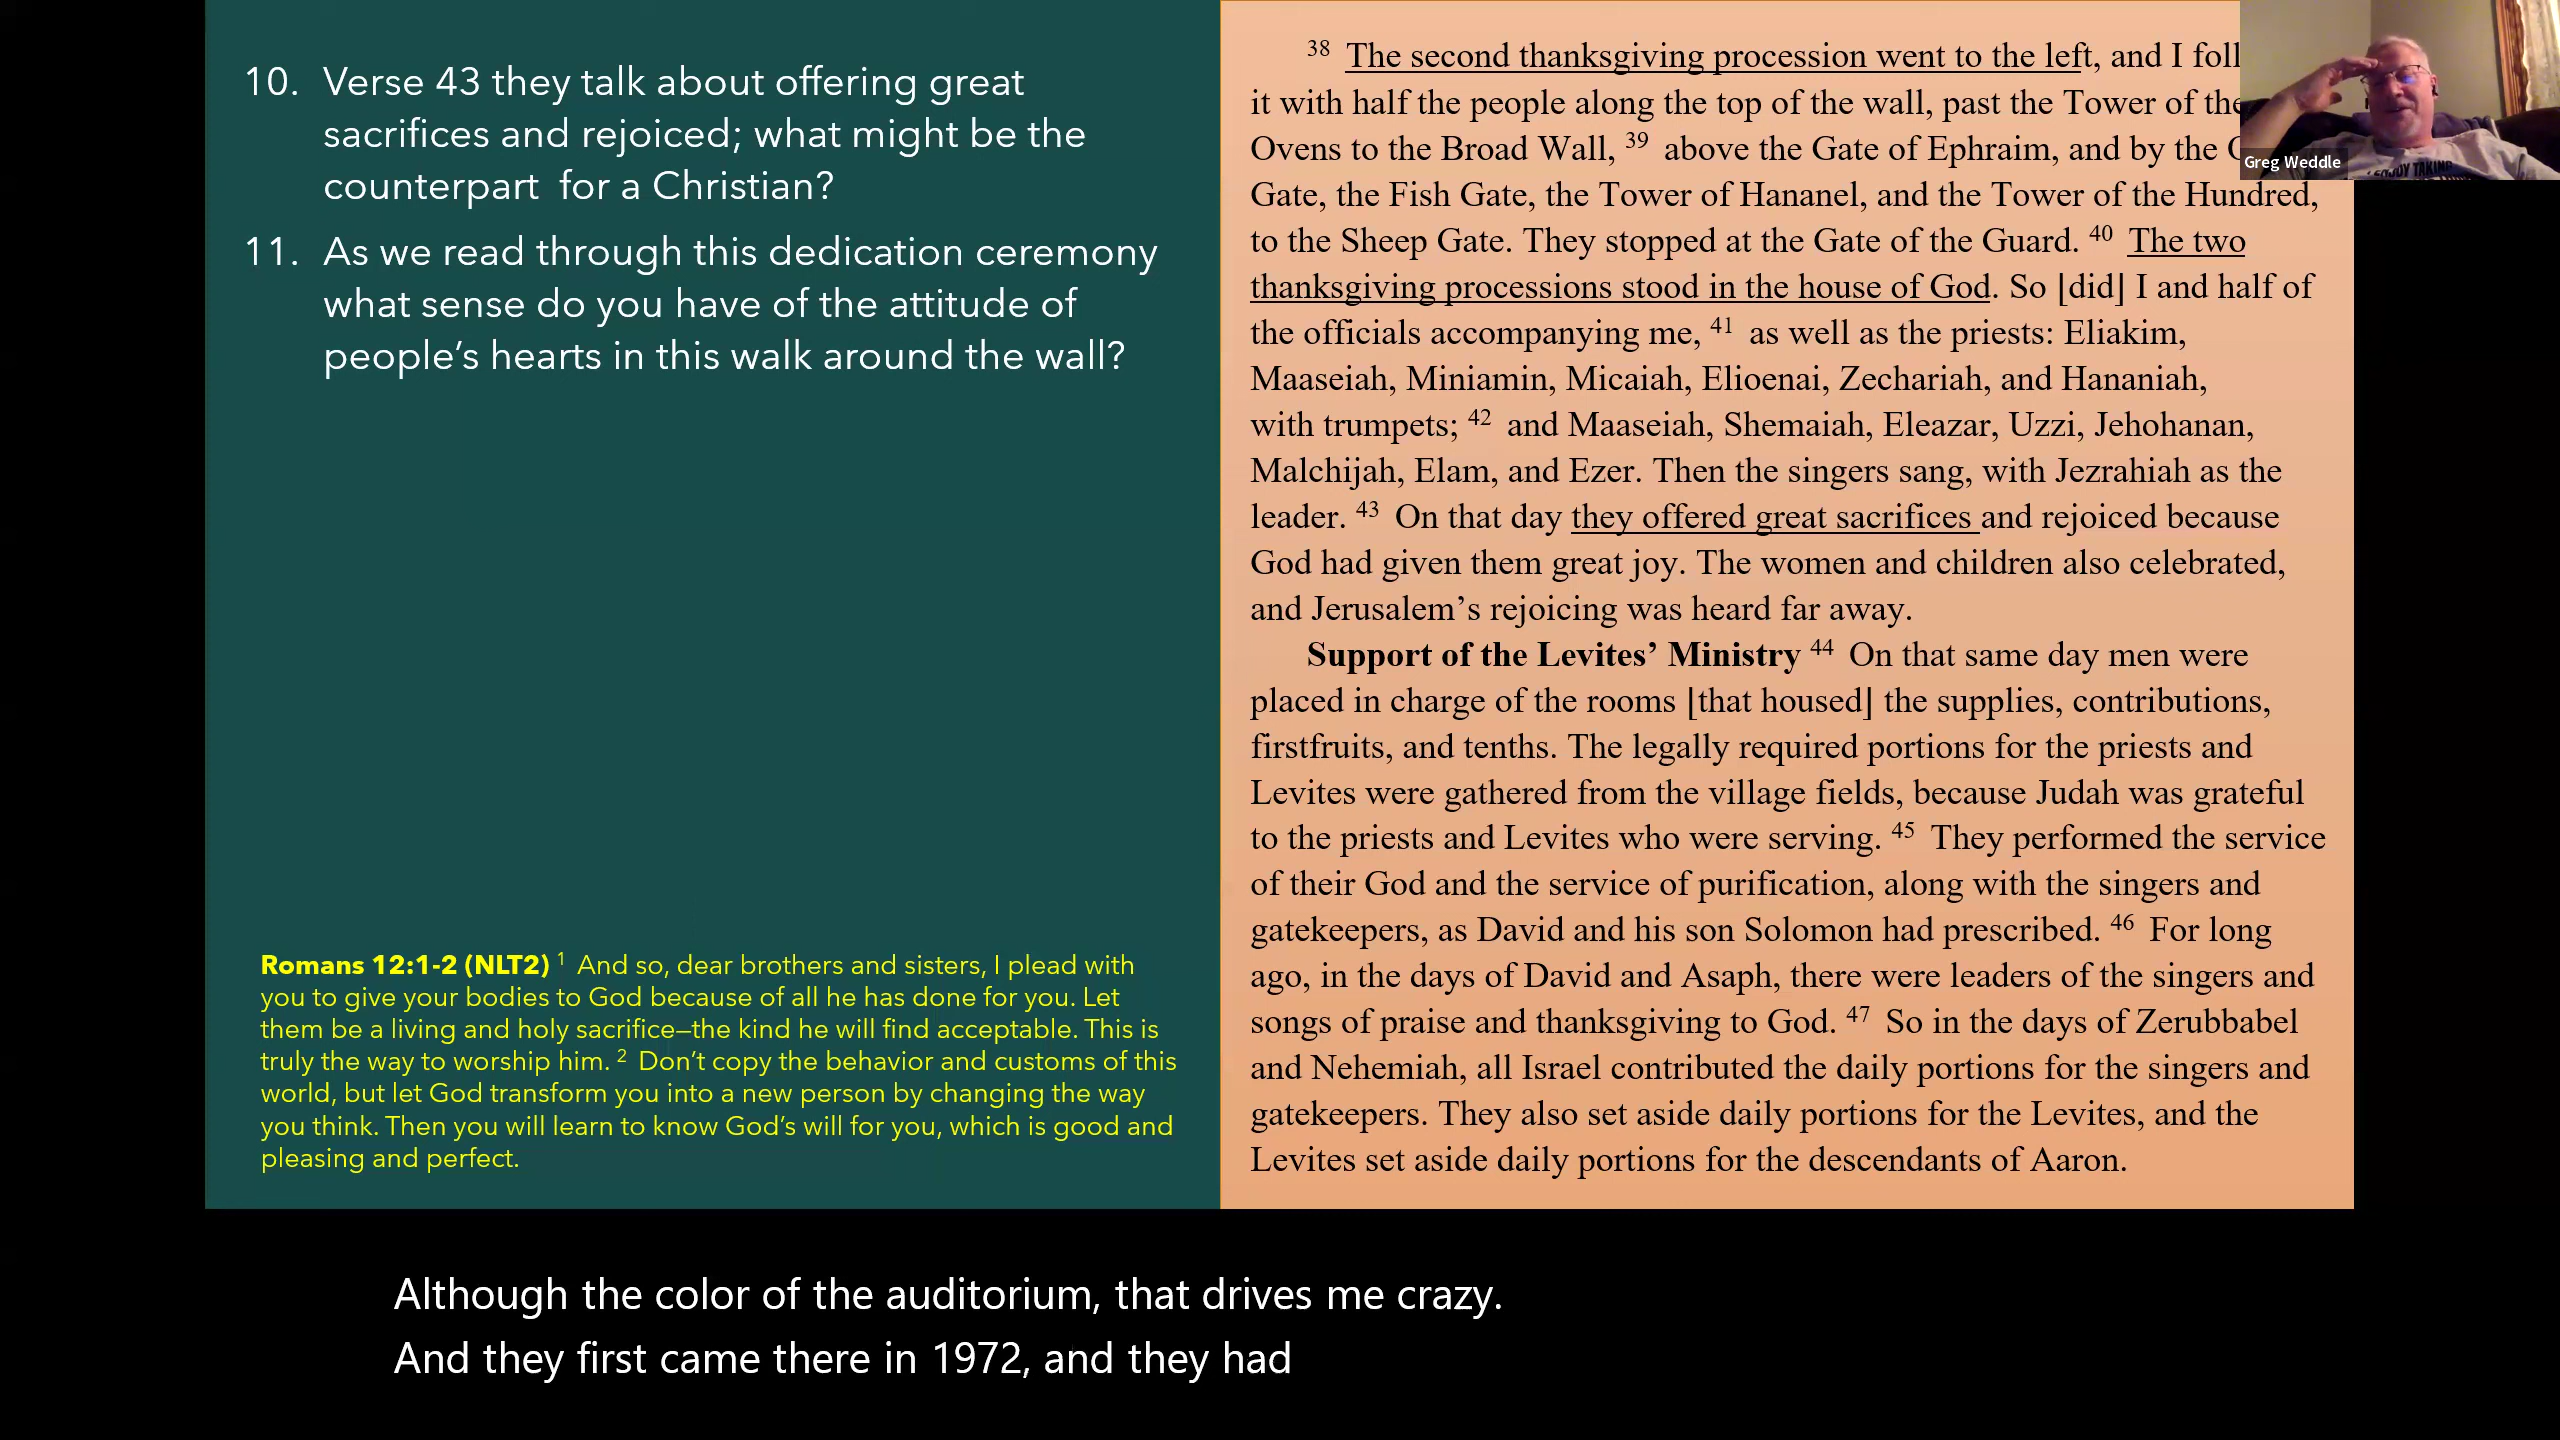 10. Verse 43 they talk about offering great
sacrifices and rejoiced; what might be the
counterpart for a Christian?
11. As we read through this dedication ceremony
what sense do you have of the attitude of
people’s hearts in this walk around the wall?
Romans 12:1-2 (NLT2) 1 And so, dear brothers and sisters, I plead with
you to give your bodies to God because of all he has done for you. Let
them be a living and holy sacrifice—the kind he will find acceptable. This is
truly the way to worship him. 2 Don’t copy the behavior and customs of this
world, but let God transform you into a new person by changing the way
you think. Then you will learn to know God’s will for you, which is good and
pleasing and perfect.
38 The second thanksgiving procession went to the left, and I foll
it with half the people along the top of the wall, past the Tower of the
Ovens to the Broad Wall, 39 above the Gate of Ephraim, and by the
Gate, the Fish Gate, the Tower of Hananel, and the Tower of the Hundred,
to the Sheep Gate. They stopped at the Gate of the Guard. 40 The two
thanksgiving processions stood in the house of God. So [did] I and half of
the officials accompanying me, 41 as well as the priests: Eliakim,
Maaseiah, Miniamin, Micaiah, Elioenai, Zechariah, and Hananiah,
with trumpets; 42 and Maaseiah, Shemaiah, Eleazar, Uzzi, Jehohanan,
Malchijah, Elam, and Ezer. Then the singers sang, with Jezrahiah as the
leader. 43 On that day they offered great sacrifices and rejoiced because
God had given them great joy. The women and children also celebrated,
and Jerusalem’s rejoicing was heard far away.
Support of the Levites’ Ministry 44 On that same day men were
placed in charge of the rooms [that housed] the supplies, contributions,
firstfruits, and tenths. The legally required portions for the priests and
Levites were gathered from the village fields, because Judah was grateful
to the priests and Levites who were serving. 45 They performed the service
of their God and the service of purification, along with the singers and
gatekeepers, as David and his son Solomon had prescribed. 46 For long
ago, in the days of David and Asaph, there were leaders of the singers and
songs of praise and thanksgiving to God. 47 So in the days of Zerubbabel
and Nehemiah, all Israel contributed the daily portions for the singers and
gatekeepers. They also set aside daily portions for the Levites, and the
Levites set aside daily portions for the descendants of Aaron.
Greg Weddle
Although the color of the auditorium, that drives me crazy.
And they first came there in 1972, and they had